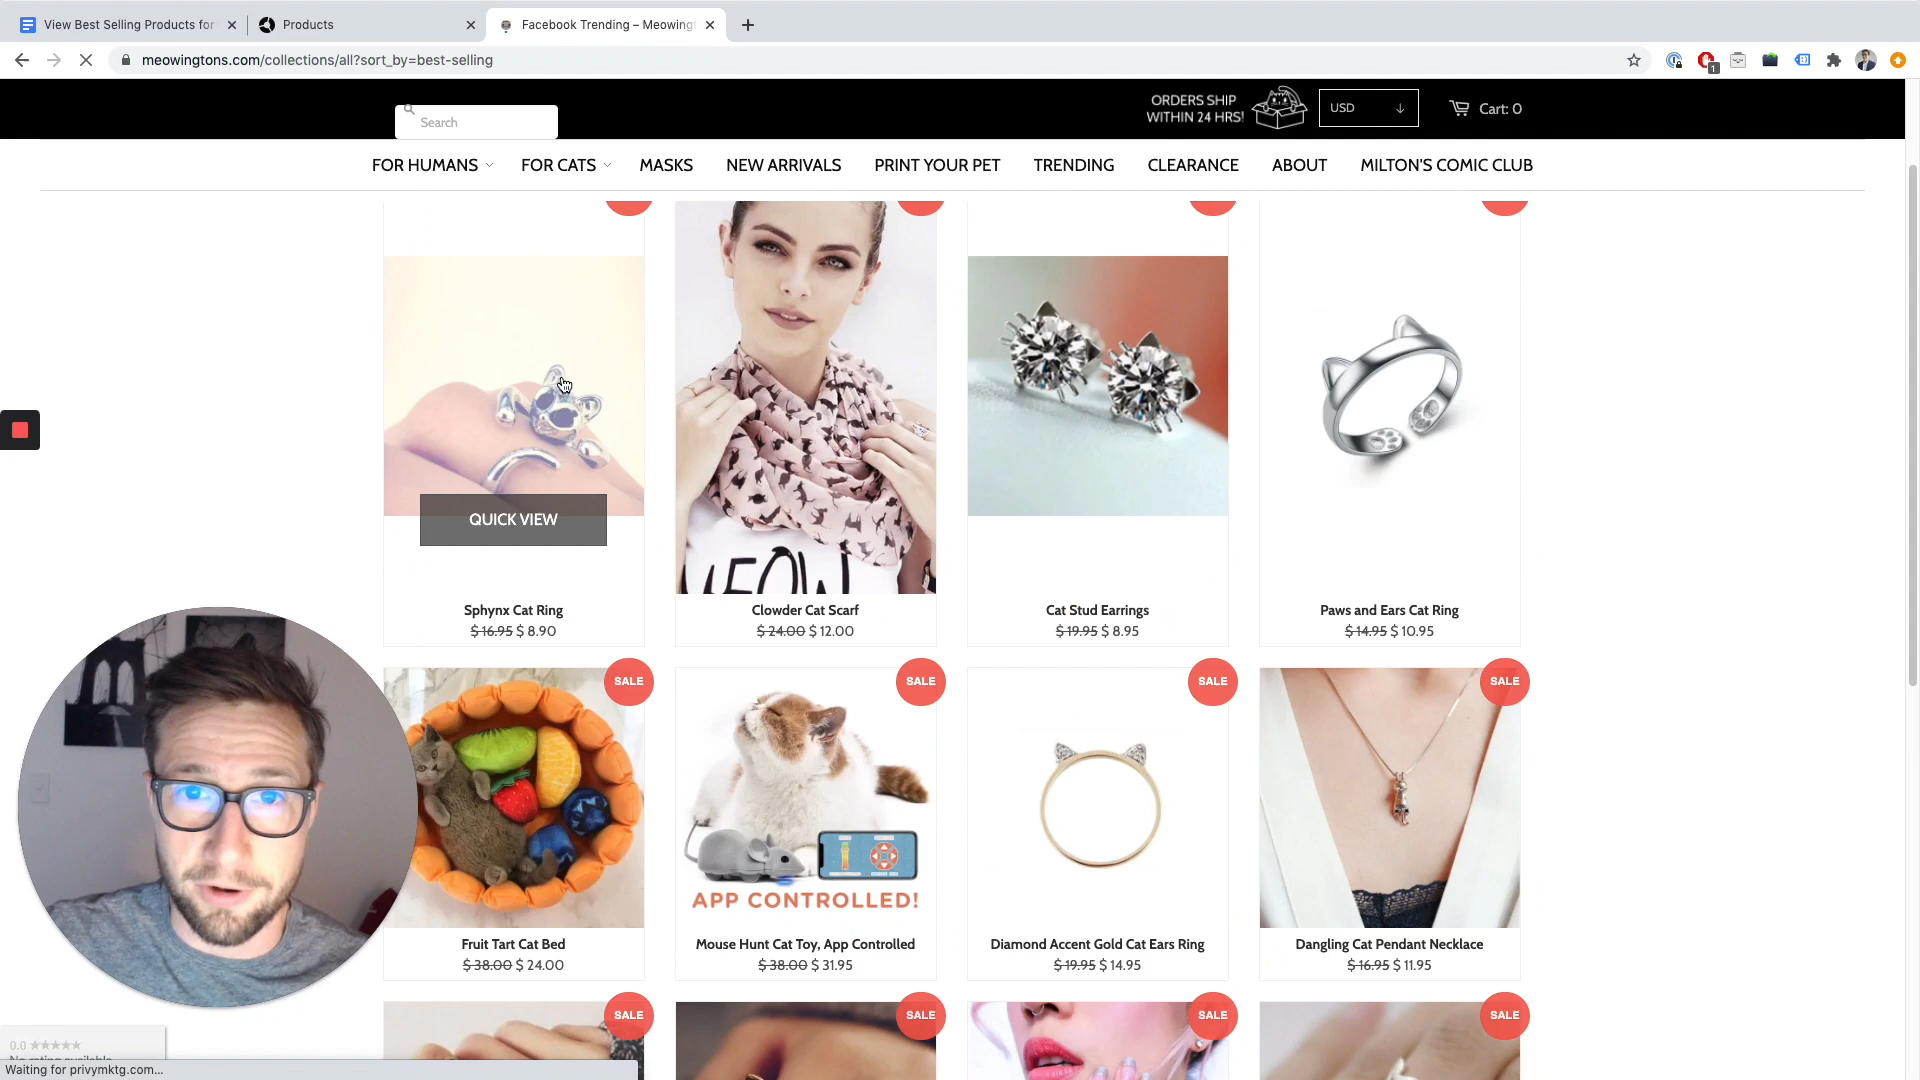 View Best Selling Products for
Products
Facebook Trending – Meowing
meowingtons.com/collections/all?sort_by=best-selling
1
Search
ORDERS SHIP
WITHIN 24 HRS!
USD
Cart: 0
FOR HUMANS
FOR CATS
MASKS
NEW ARRIVALS
PRINT YOUR PET
TRENDING
CLEARANCE
ABOUT
MILTON'S COMIC CLUB
QUICK VIEW
MEOW
Sphynx Cat Ring
$ 16.95 $ 8.90
Clowder Cat Scarf
$ 24.00 $ 12.00
Cat Stud Earrings
$ 19.95 $ 8.95
Paws and Ears Cat Ring
$ 14.95 $ 10.95
SALE
SALE
SALE
SALE
APP CONTROLLED!
Fruit Tart Cat Bed
$ 38.00 $ 24.00
Mouse Hunt Cat Toy, App Controlled
$ 38.00 $ 31.95
Diamond Accent Gold Cat Ears Ring
$ 19.95 $ 14.95
Dangling Cat Pendant Necklace
$ 16.95 $ 11.95
SALE
SALE
SALE
SALE
0.0
No rating available
Waiting for privymktg.com...